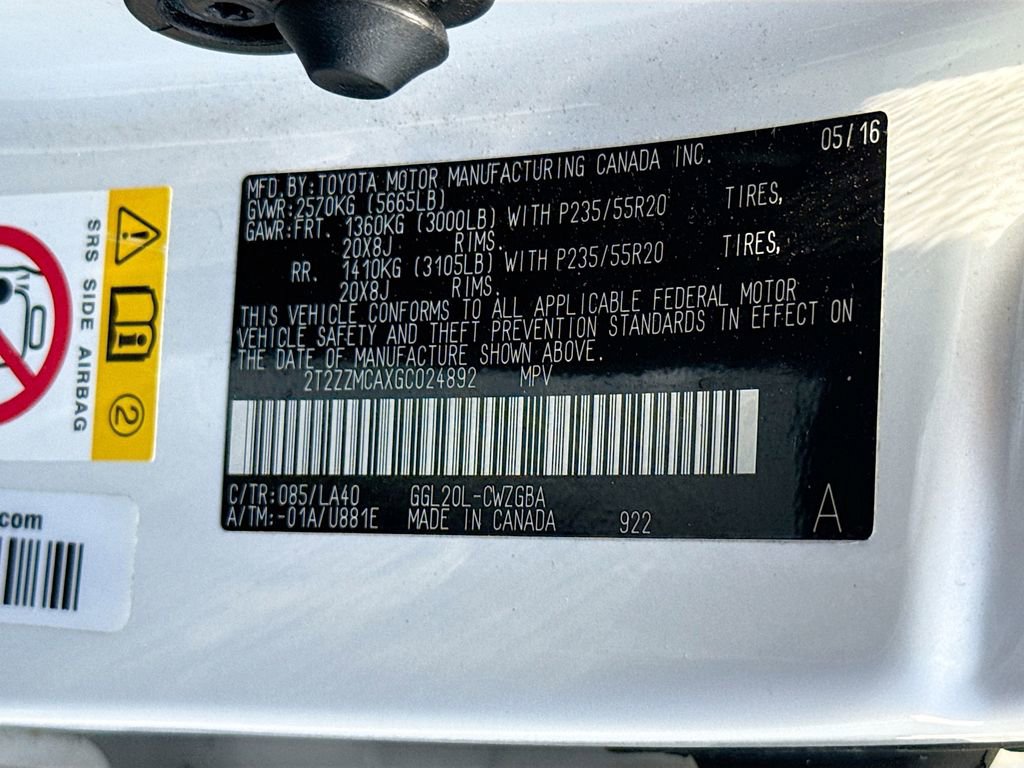 05/16
MFD.BY:TOYOTA MOTOR MANUFACTURING CANADA INC.
GVWR:2570KG (5665LB)
GAWR:FRT. 1360KG (3000LB) WITH P235/55R20 TIRES,
20X8J RIMS.
RR. 1410KG (3105LB) WITH P235/55R20 TIRES,
20X8J RIMS.
THIS VEHICLE CONFORMS TO ALL APPLICABLE FEDERAL MOTOR
VEHICLE SAFETY AND THEFT PREVENTION STANDARDS IN EFFECT ON
THE DATE OF MANUFACTURE SHOWN ABOVE.
2T2ZZMCAXGC024892 MPV
C/TR:085/LA40 GGL20L-CWZGBA
A/TM:-01A/U881E MADE IN CANADA 922 A
SRS SIDE AIRBAG
2
.com